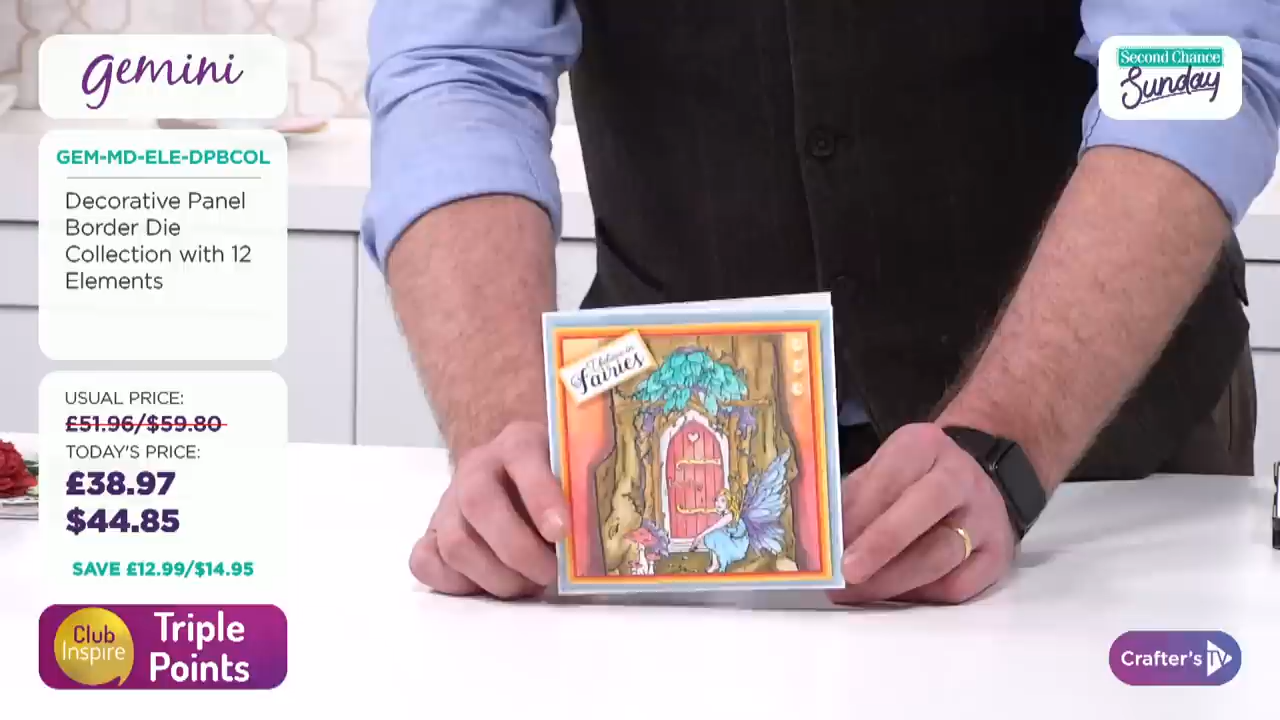 gemini
GEM-MD-ELE-DPBCOL
Decorative Panel
Border Die
Collection with 12
Elements
USUAL PRICE:
£51.96/$59.80
TODAY'S PRICE:
£38.97
$44.85
SAVE £12.99/$14.95
Club
Inspire
Triple
Points
I believe in
fairies
Second Chance
Sunday
Crafter's TV